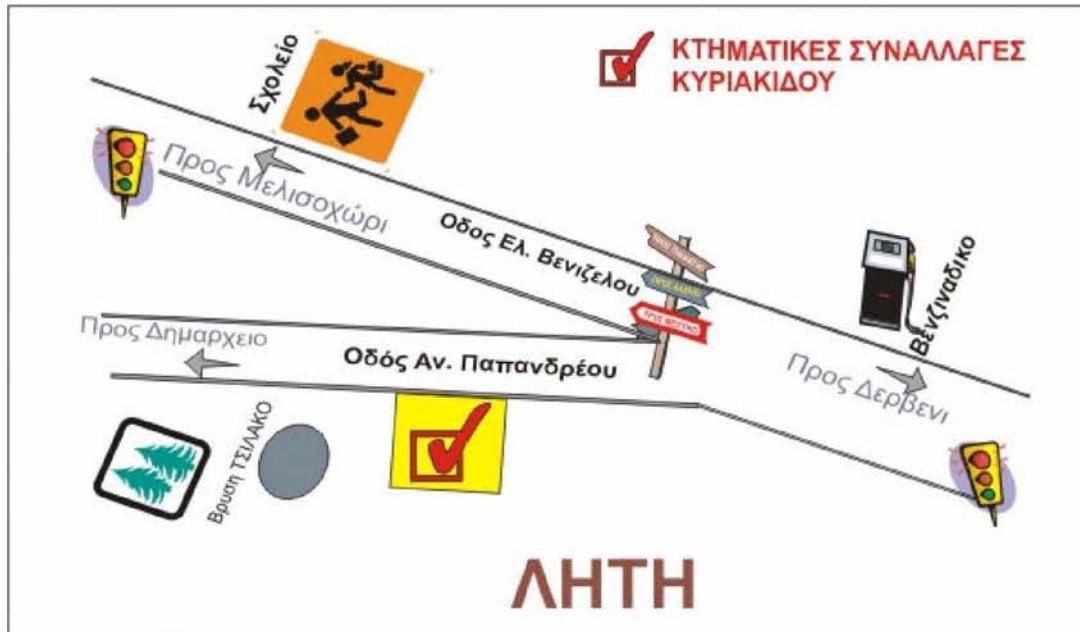 ΚΤΗΜΑΤΙΚΕΣ ΣΥΝΑΛΛΑΓΕΣ
ΚΥΡΙΑΚΙΔΟΥ
Σχολείο
Προς Μελισοχώρι
Οδος Ελ. Βενιζελου
Βενζιναδικο
Προς Δημαρχειο
Οδός Αν. Παπανδρέου
Προς Δερβενι
Βρυση ΤΣΙΛΑΚΟ
ΛΗΤΗ